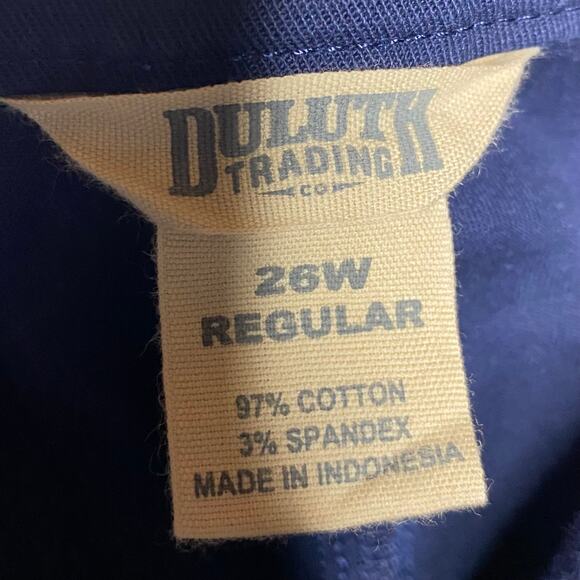 DULUTH
TRADING
CO
26W
REGULAR
97% COTTON
3% SPANDEX
MADE IN INDONESIA